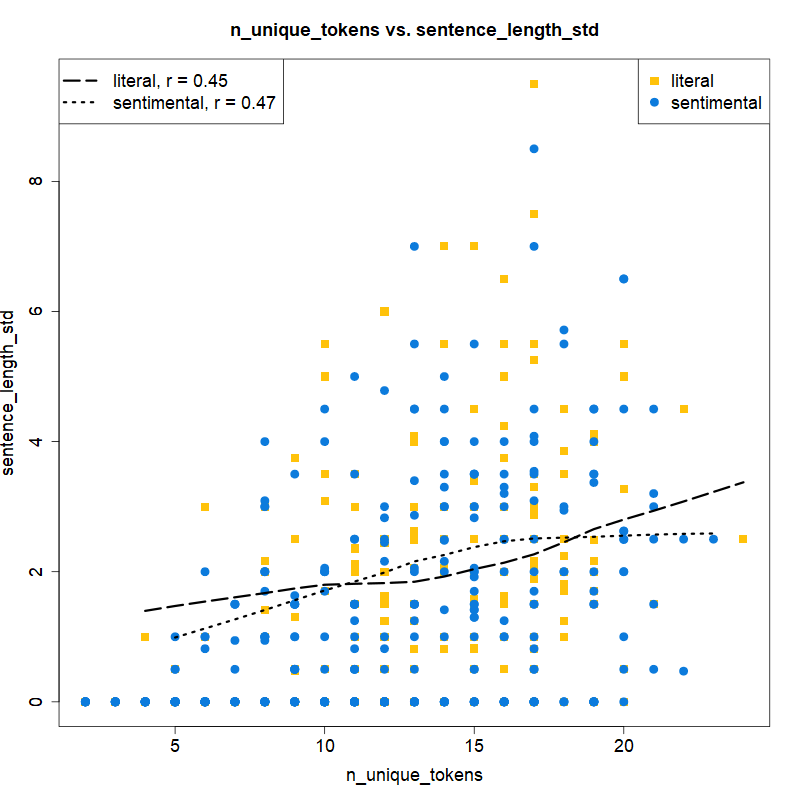 n_unique_tokens vs. sentence_length_std
literal, r = 0.45
sentimental, r = 0.47
literal
sentimental
sentence_length_std
8
6
4
2
0
5 10 15 20
n_unique_tokens